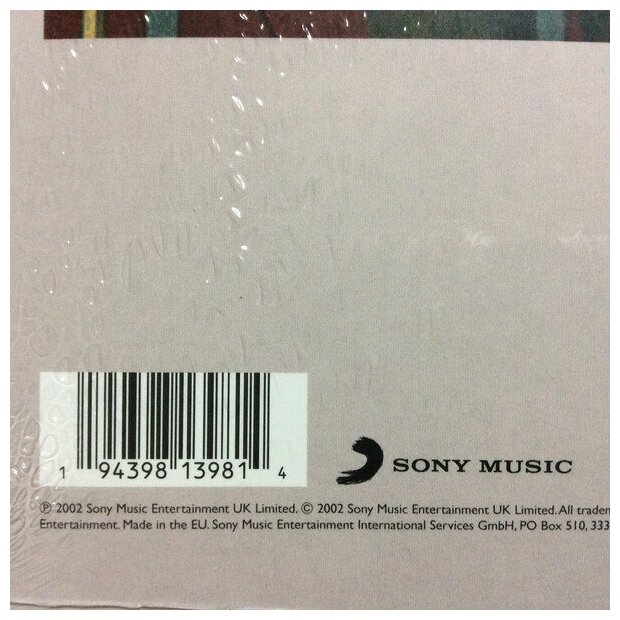 1 94398 13981 4
SONY MUSIC
℗ 2002 Sony Music Entertainment UK Limited. © 2002 Sony Music Entertainment UK Limited. All tradem
Entertainment. Made in the EU. Sony Music Entertainment International Services GmbH, PO Box 510, 333